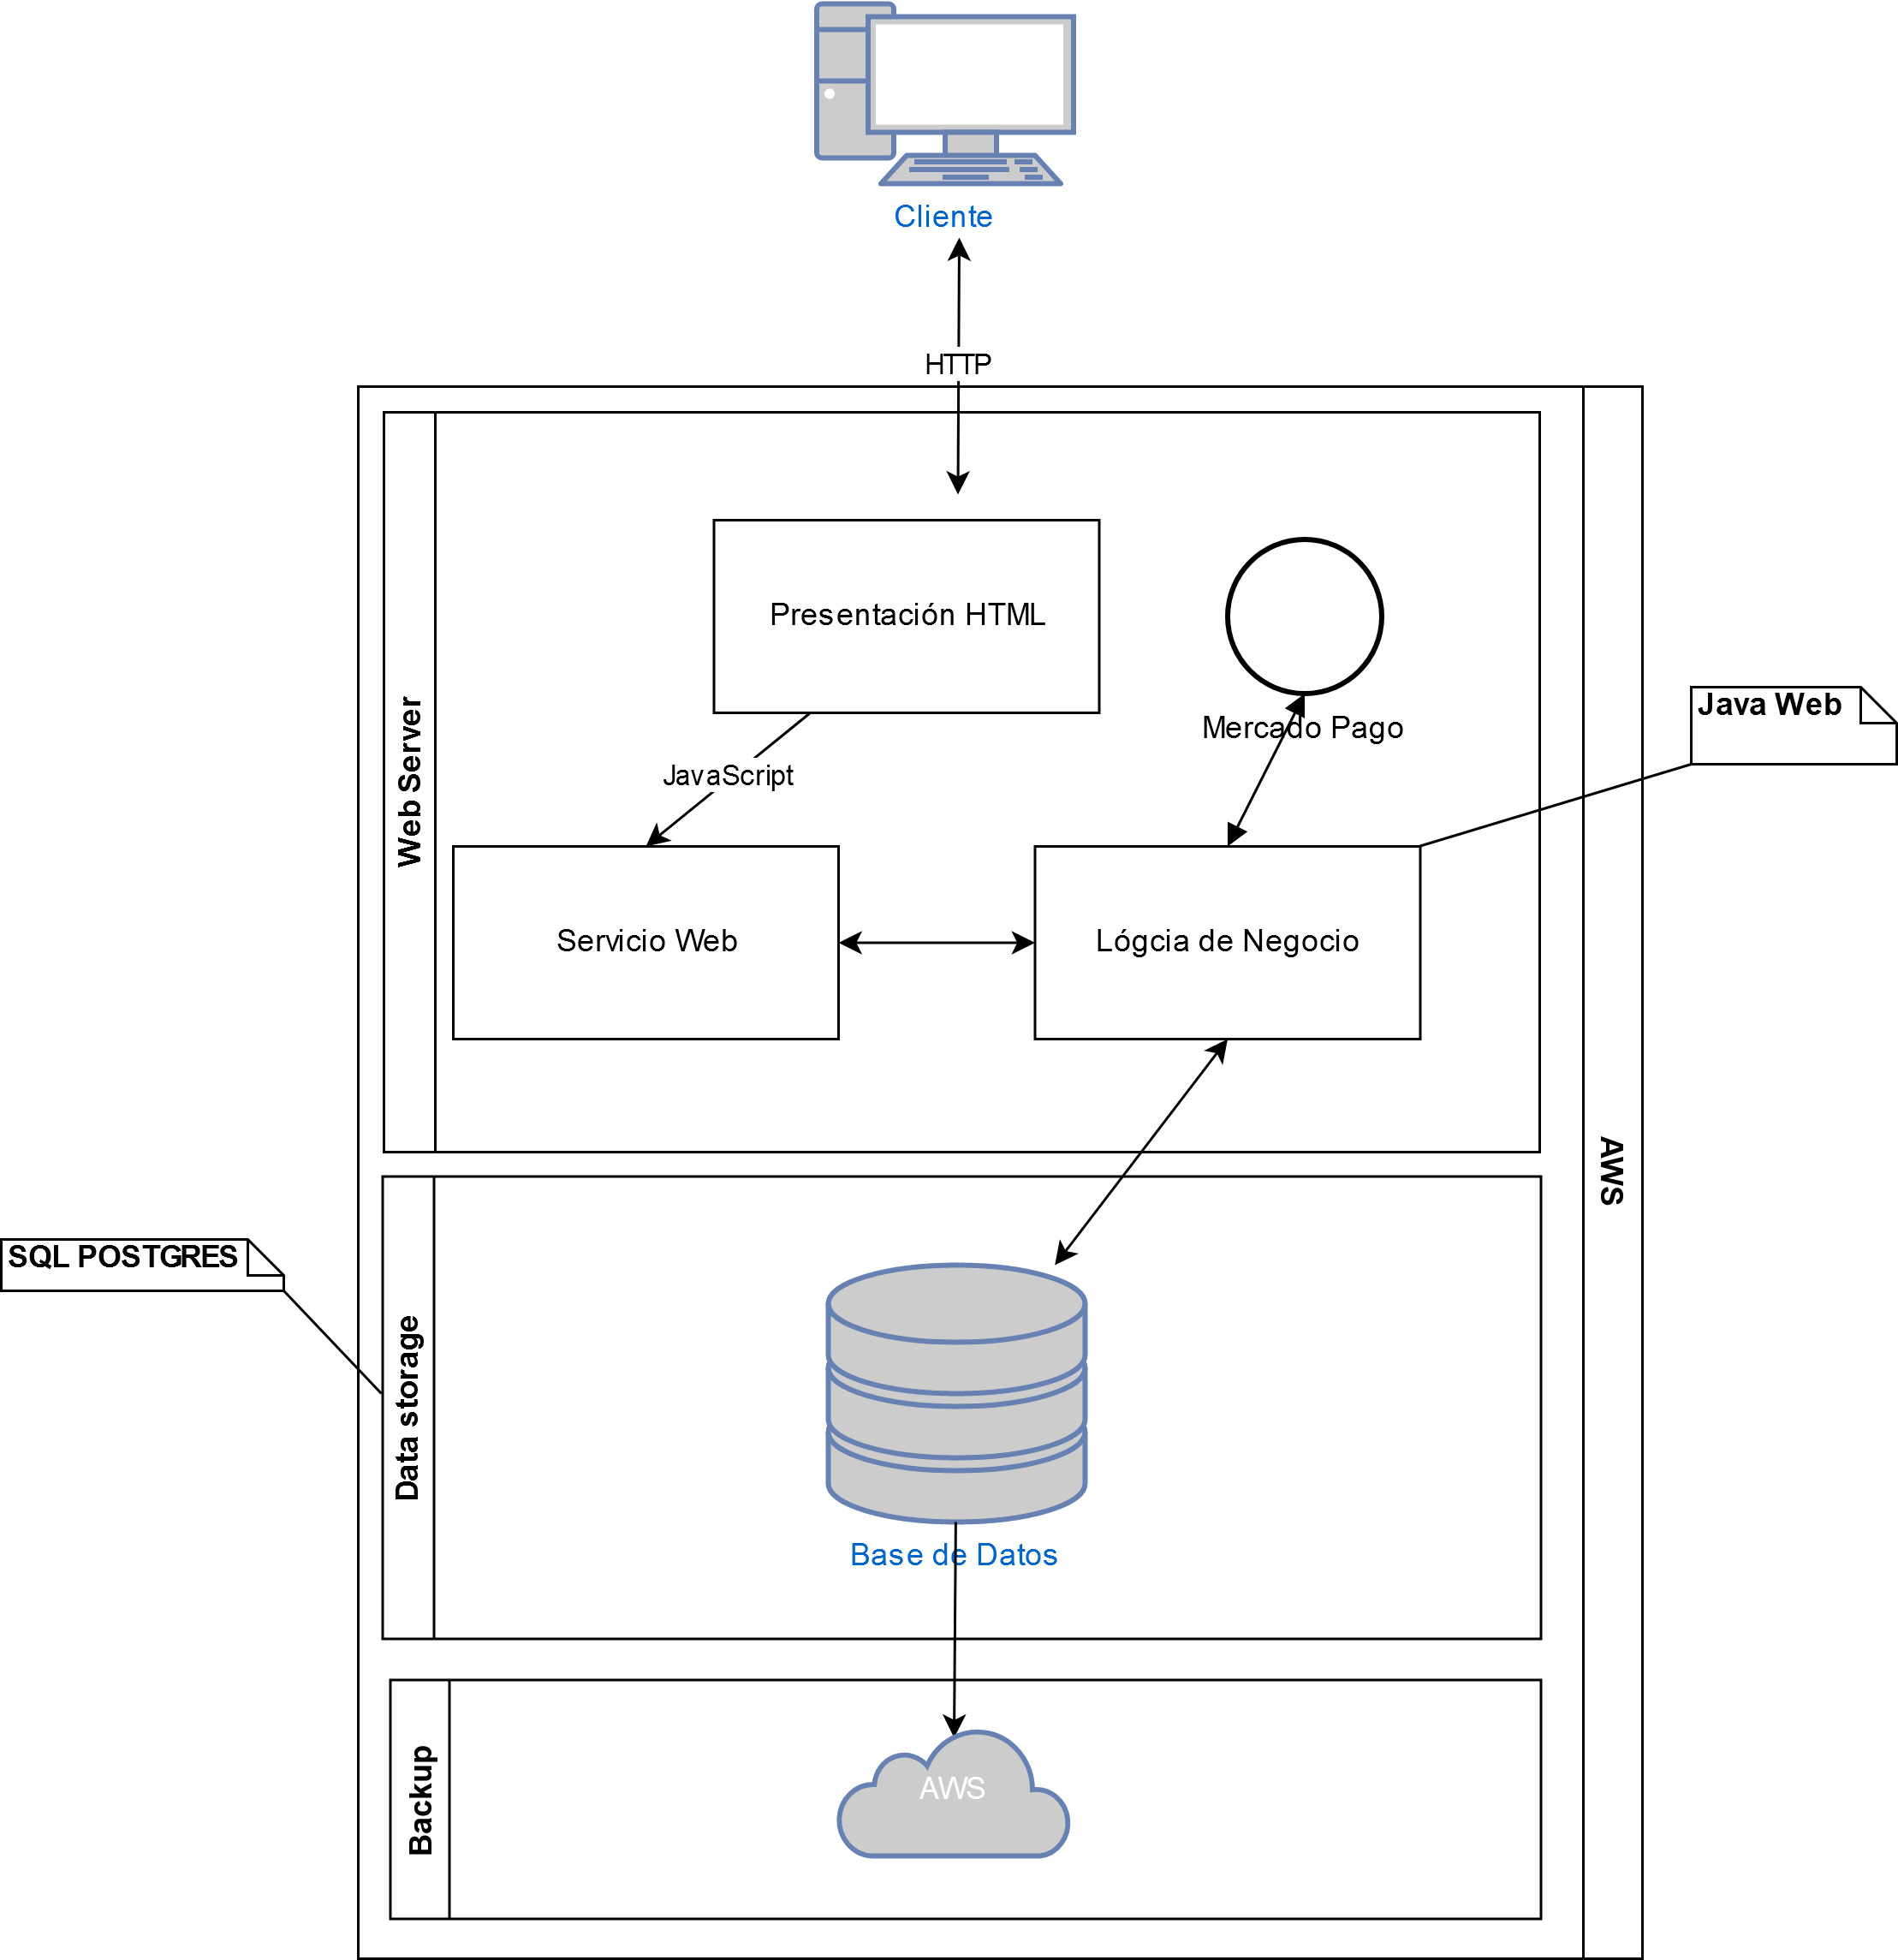 Cliente
HTTP
Presentación HTML
Mercado Pago
Java Web
JavaScript
Web Server
Servicio Web
Lógcia de Negocio
AWS
SQL POSTGRES
Data storage
Base de Datos
Backup
AWS